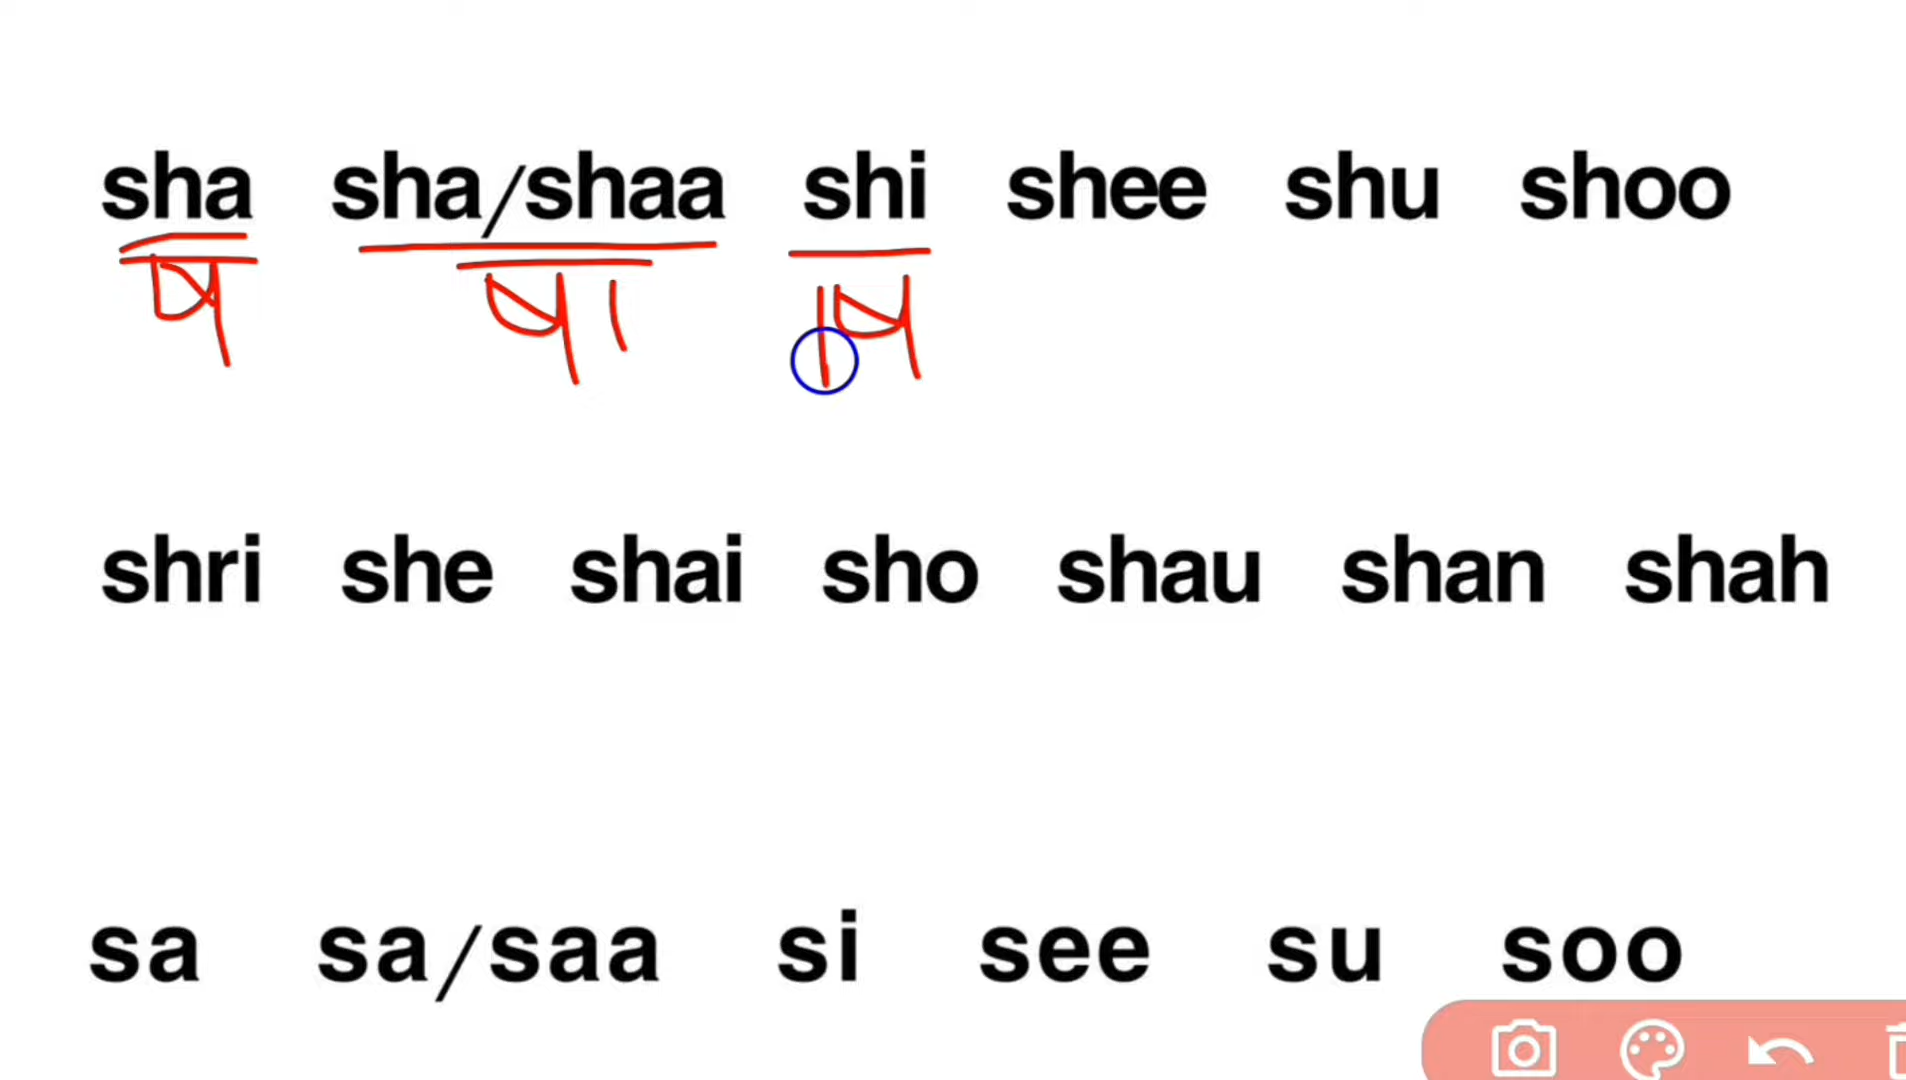 sha sha/shaa shi shee shu shoo
ष षा षि
shri she shai sho shau shan shah
sa sa/saa si see su soo